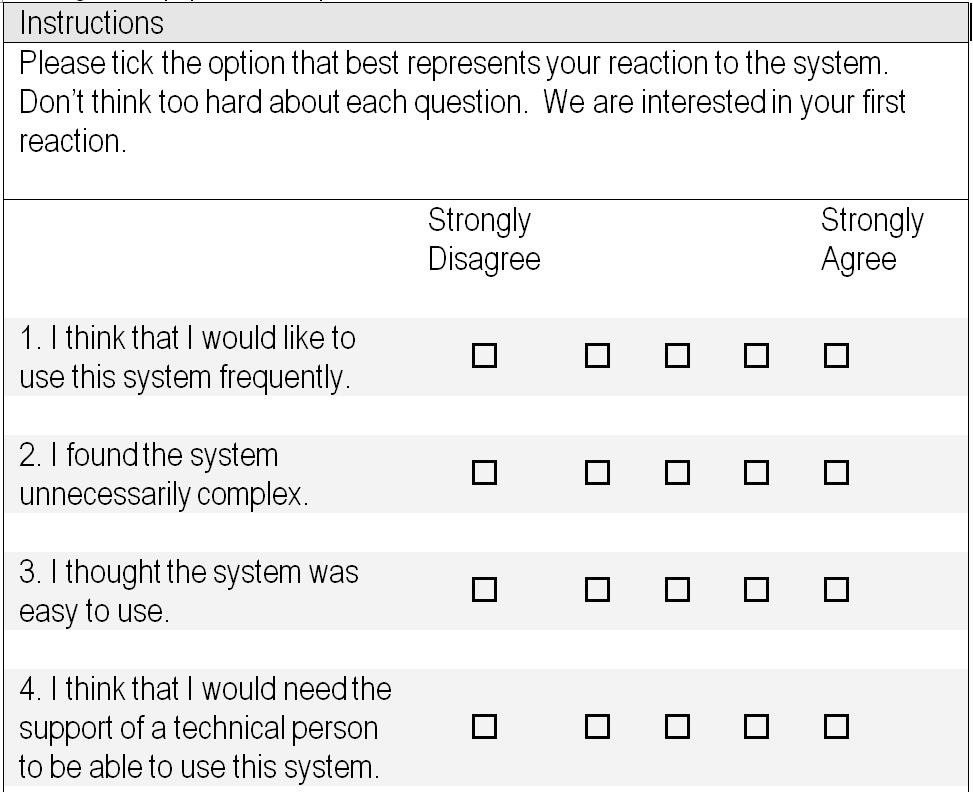 Instructions
Please tick the option that best represents your reaction to the system.
Don't think too hard about each question.  We are interested in your first
reaction.
Strongly Strongly
Disagree Agree
1. I think that I would like to
use this system frequently.
2. I found the system
unnecessarily complex.
3. I thought the system was
easy to use.
4. I think that I would need the
support of a technical person
to be able to use this system.